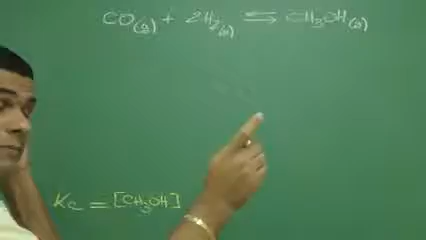 CO(g) + 2H2(g) ⇌ CH3OH(g)
Kc = [CH3OH]